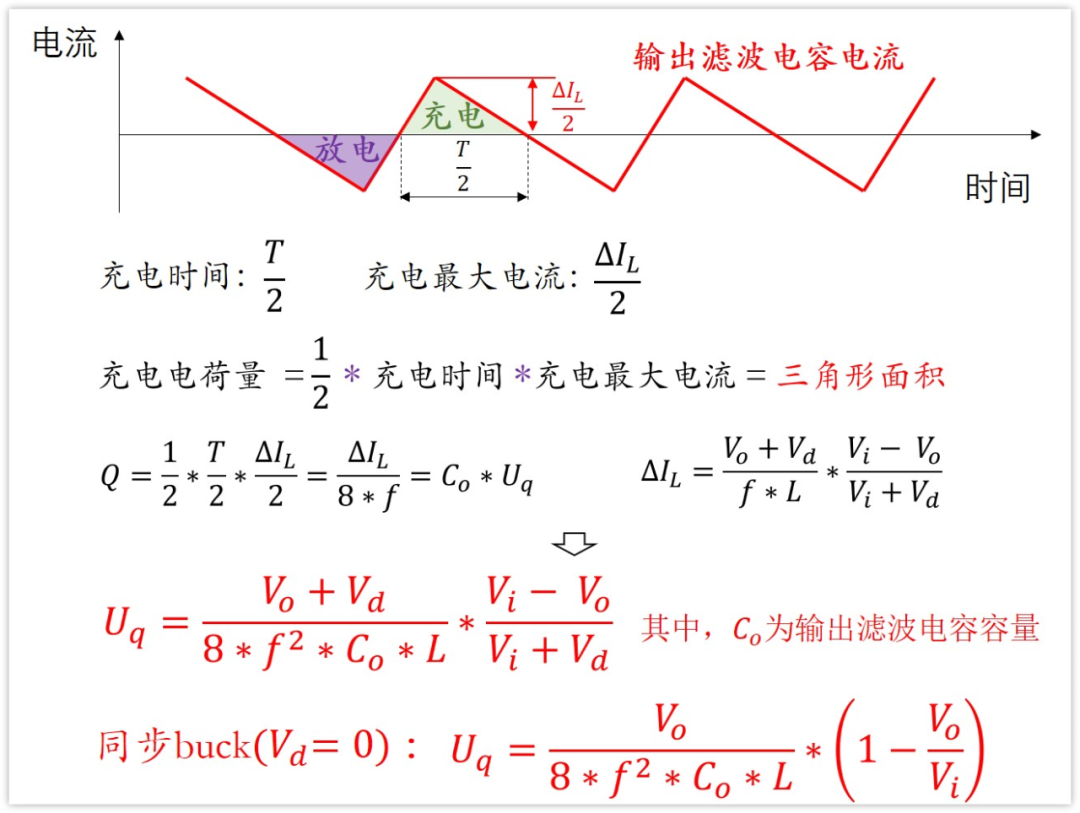 电流
输出滤波电容电流
ΔI_L/2
充电
放电
T/2
时间
充电时间: T/2 充电最大电流: ΔI_L/2
充电电荷量 = 1/2 * 充电时间 * 充电最大电流 = 三角形面积
Q = 1/2 * T/2 * ΔI_L/2 = ΔI_L/(8 * f) = C_o * U_q ΔI_L = (V_o + V_d)/(f * L) * (V_i − V_o)/(V_i + V_d)
U_q = (V_o + V_d)/(8 * f² * C_o * L) * (V_i − V_o)/(V_i + V_d) 其中，C_o为输出滤波电容容量
同步buck(V_d = 0)： U_q = V_o/(8 * f² * C_o * L) * (1 − V_o/V_i)